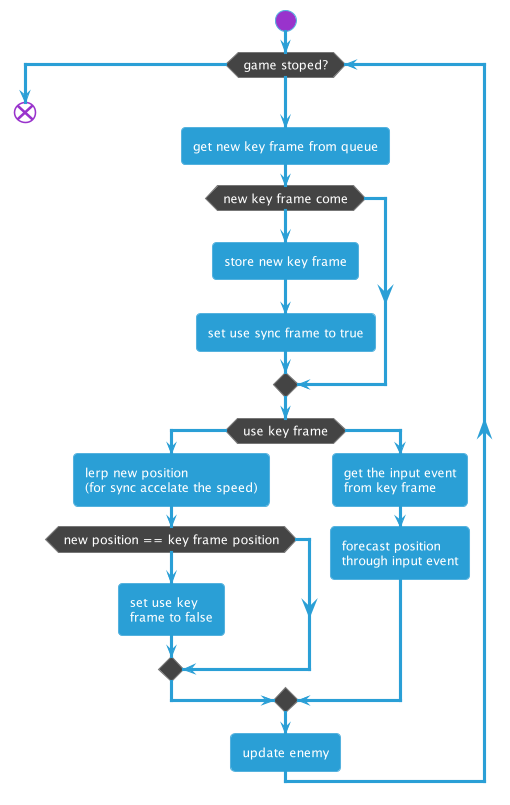 game stoped?
get new key frame from queue
new key frame come
store new key frame
set use sync frame to true
use key frame
lerp new position
(for sync accelate the speed)
get the input event
from key frame
new position == key frame position
forecast position
through input event
set use key
frame to false
update enemy